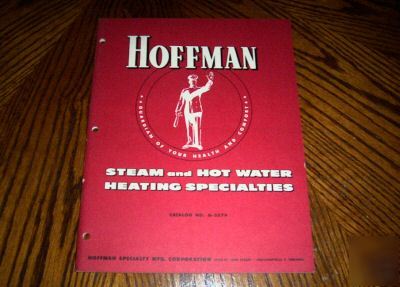 HOFFMAN
GUARDIAN OF YOUR HEALTH AND COMFORT
STEAM and HOT WATER
HEATING SPECIALTIES
CATALOG NO.
HOFFMAN SPECIALTY MFG. CORPORATION